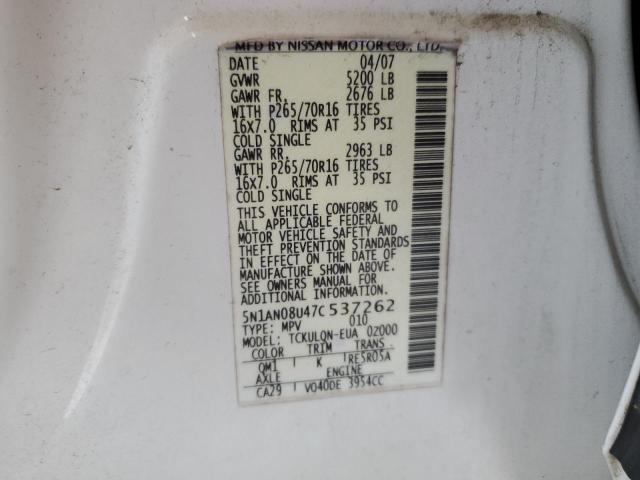 MFD BY NISSAN MOTOR CO., LTD.
DATE 04/07
GVWR 5200 LB
GAWR FR. 2676 LB
WITH P265/70R16 TIRES
16x7.0 RIMS AT 35 PSI
COLD SINGLE
GAWR RR. 2963 LB
WITH P265/70R16 TIRES
16x7.0 RIMS AT 35 PSI
COLD SINGLE
THIS VEHICLE CONFORMS TO
ALL APPLICABLE FEDERAL
MOTOR VEHICLE SAFETY AND
THEFT PREVENTION STANDARDS
IN EFFECT ON THE DATE OF
MANUFACTURE SHOWN ABOVE.
SEE OWNERS MANUAL FOR
ADDITIONAL INFORMATION.
5N1AN08U47C537262
TYPE: MPV 010
MODEL: TCKULQN-EUA 02000
COLOR TRIM TRANS
QM1 K RE5R05A
AXLE ENGINE
CA29 VQ40DE 3954CC